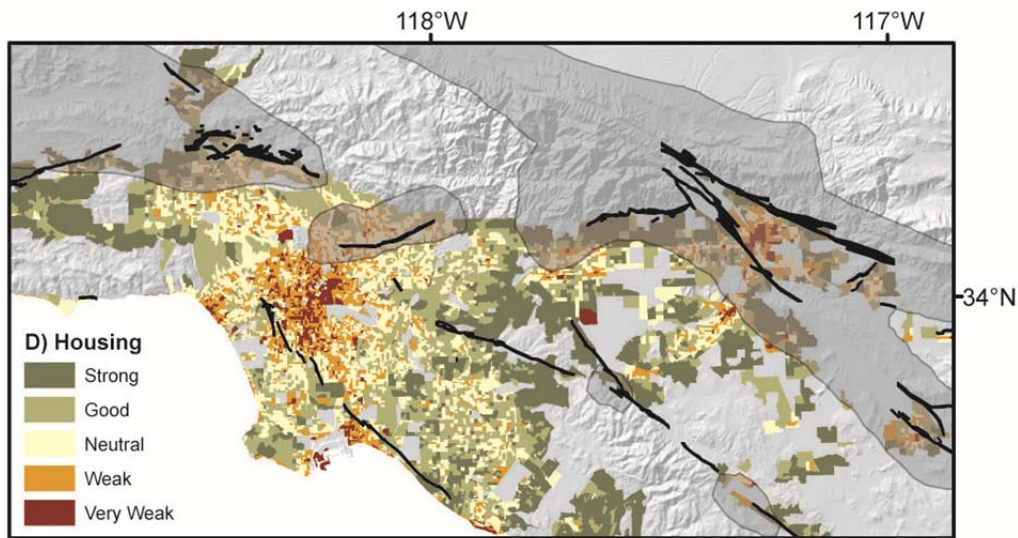 118°W 117°W
34°N
D) Housing
Strong
Good
Neutral
Weak
Very Weak